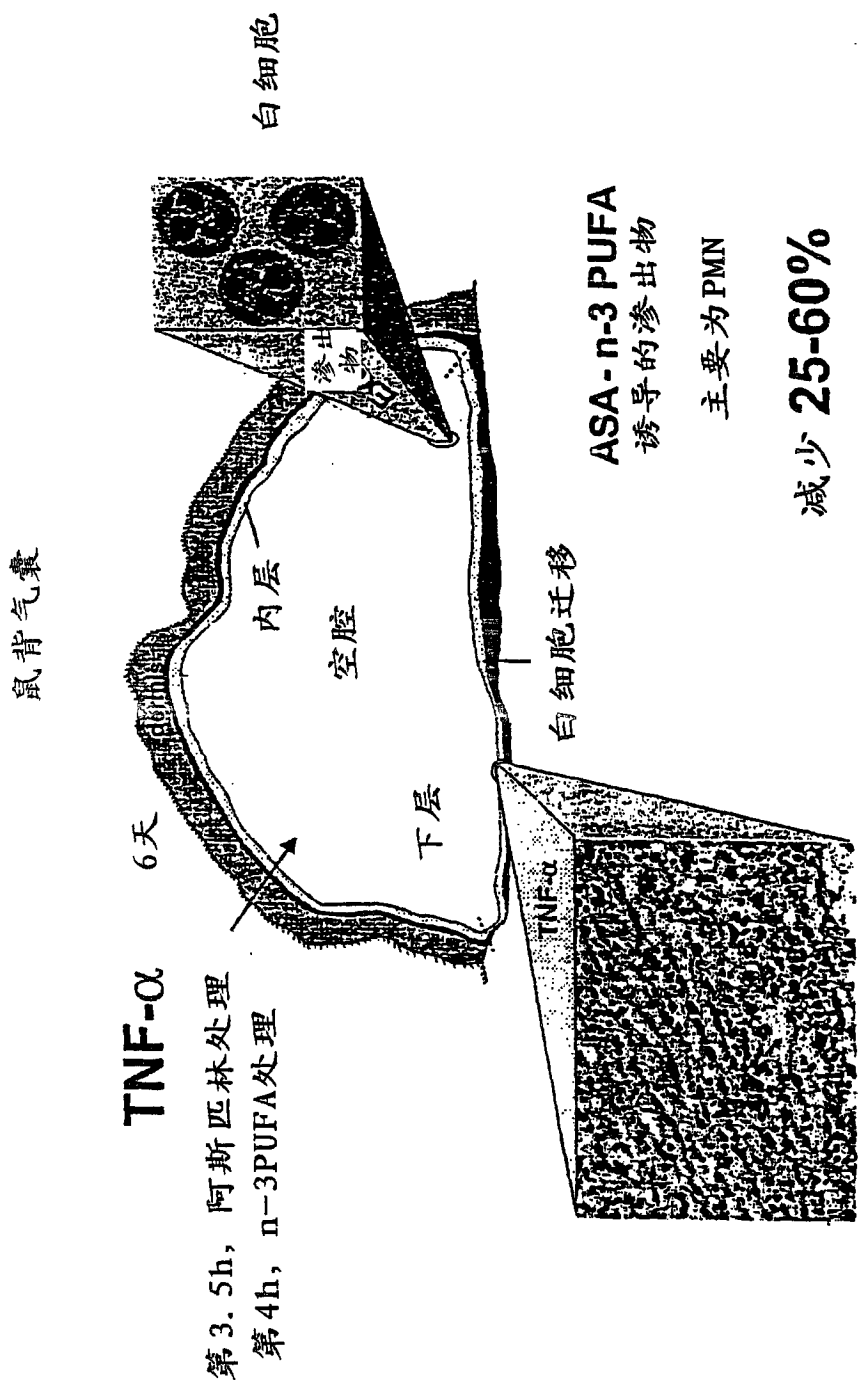 鼠背气囊
6天
TNF-α
第3.5h, 阿斯匹林处理
第4h, n-3PUFA处理
内层
空腔
下层
渗出
物
白细胞
白细胞迁移
TNF-α
ASA-n-3 PUFA
诱导的渗出物
主要为PMN
减少 25-60%